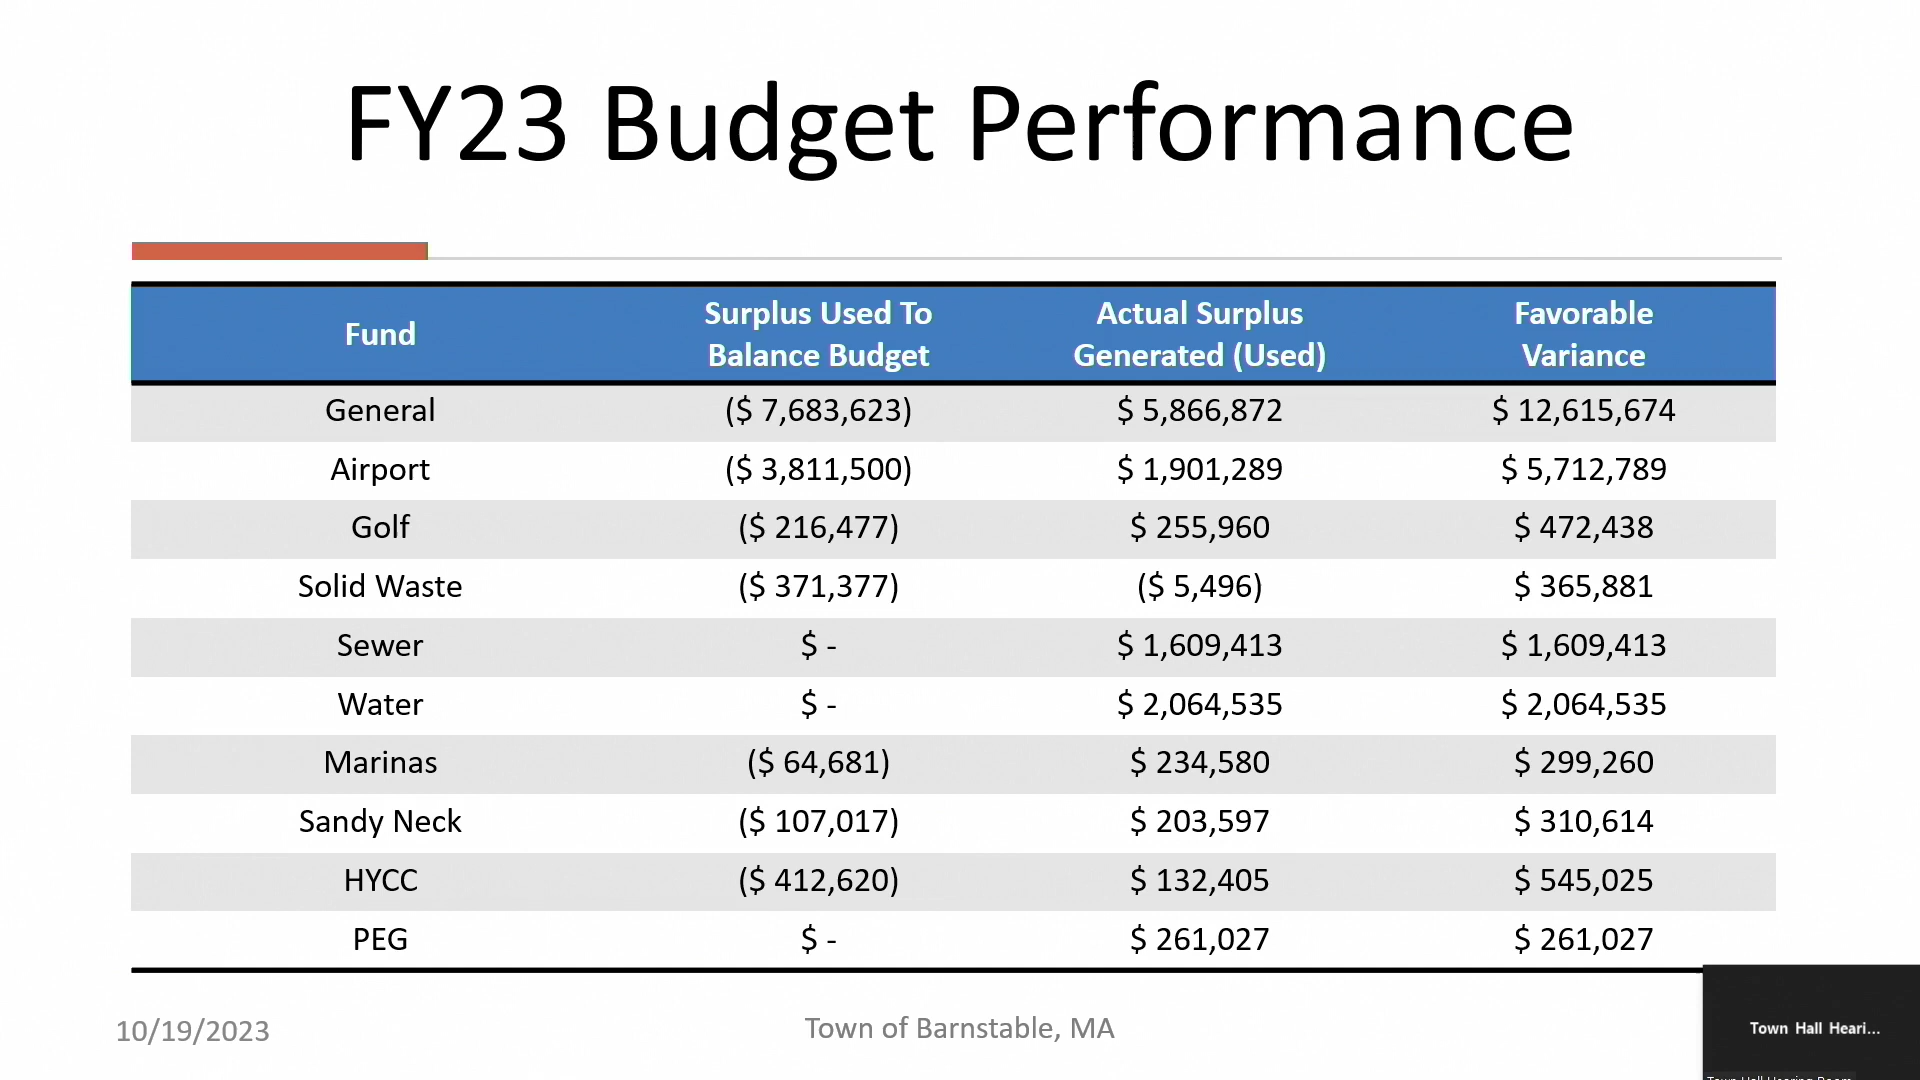 FY23 Budget Performance
Fund Surplus Used To Balance Budget Actual Surplus Generated (Used) Favorable Variance
General ($ 7,683,623) $ 5,866,872 $ 12,615,674
Airport ($ 3,811,500) $ 1,901,289 $ 5,712,789
Golf ($ 216,477) $ 255,960 $ 472,438
Solid Waste ($ 371,377) ($ 5,496) $ 365,881
Sewer $ - $ 1,609,413 $ 1,609,413
Water $ - $ 2,064,535 $ 2,064,535
Marinas ($ 64,681) $ 234,580 $ 299,260
Sandy Neck ($ 107,017) $ 203,597 $ 310,614
HYCC ($ 412,620) $ 132,405 $ 545,025
PEG $ - $ 261,027 $ 261,027
10/19/2023 Town of Barnstable, MA
Town Hall Heari...